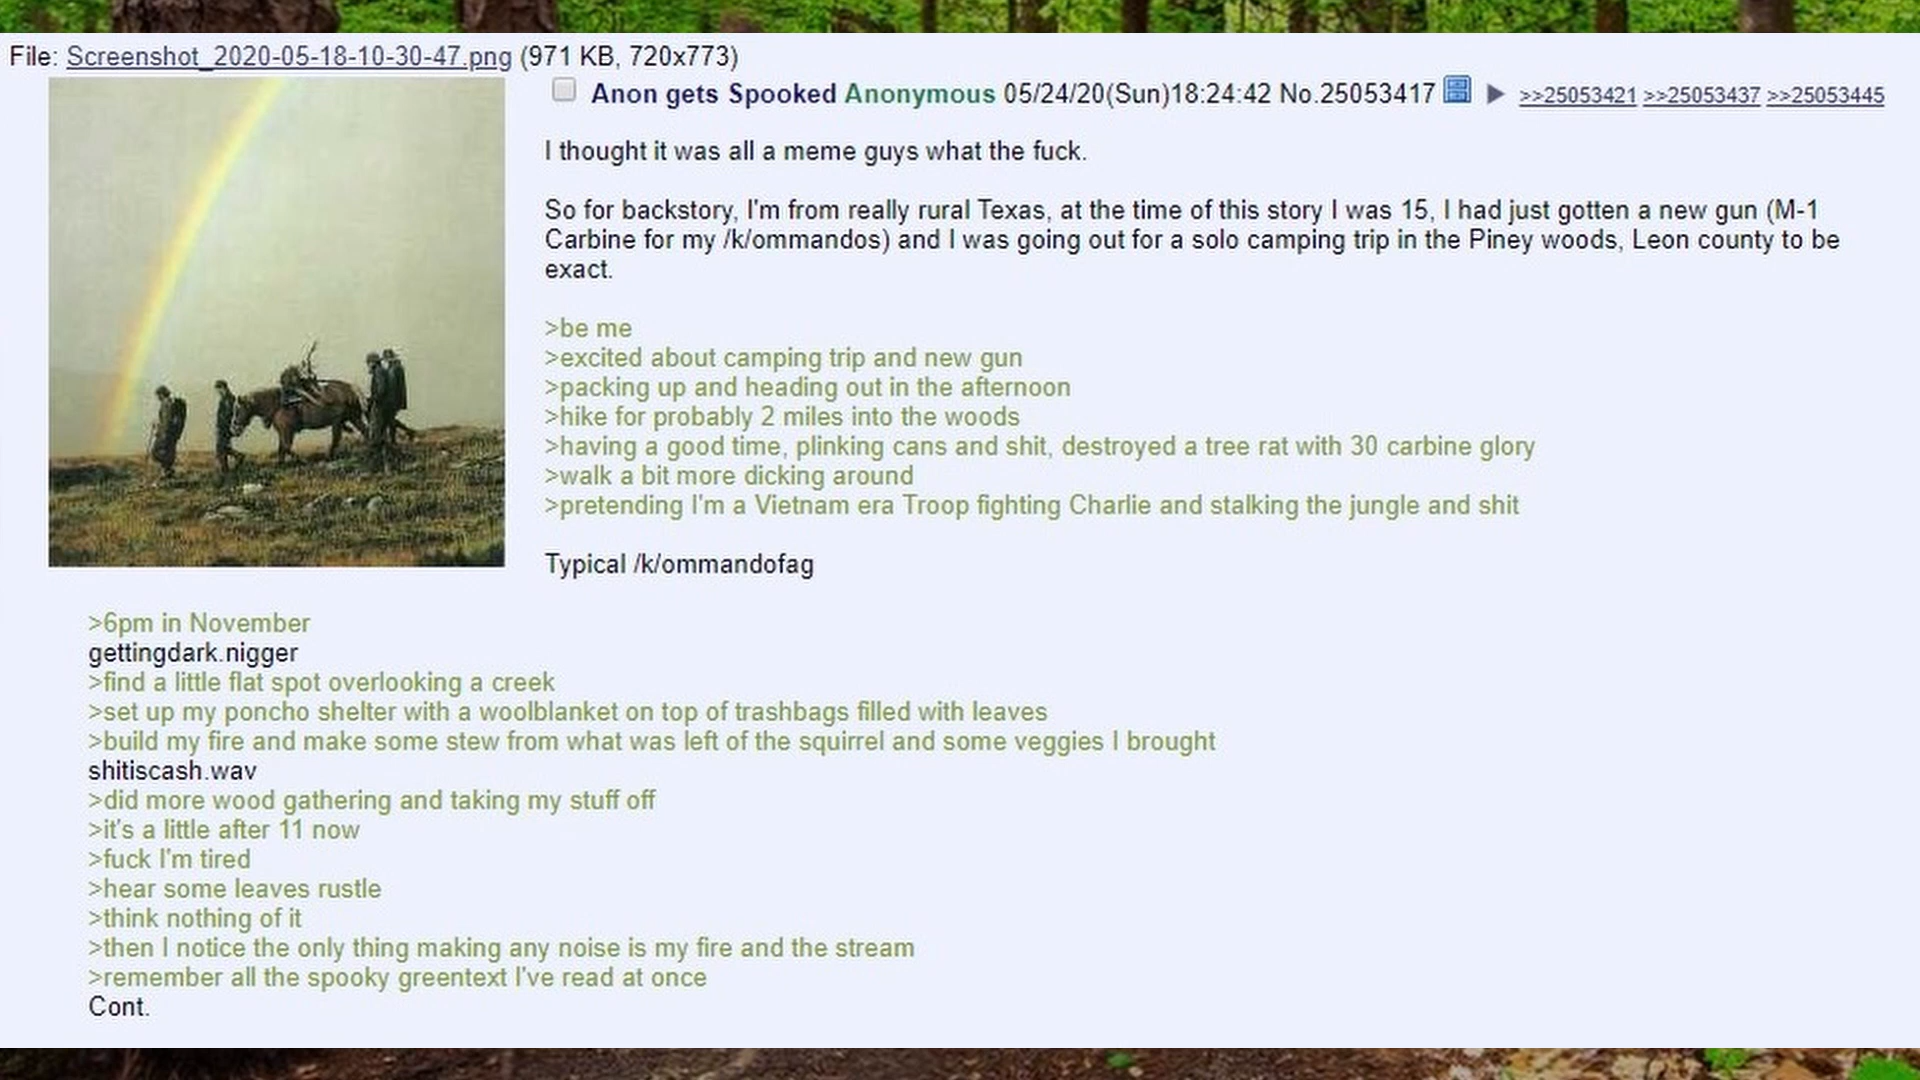 File: Screenshot_2020-05-18-10-30-47.png (971 KB, 720x773)
Anon gets Spooked Anonymous 05/24/20(Sun)18:24:42 No.25053417 >>25053421 >>25053437 >>25053445
I thought it was all a meme guys what the fuck.
So for backstory, I'm from really rural Texas, at the time of this story I was 15, I had just gotten a new gun (M-1
Carbine for my /k/ommandos) and I was going out for a solo camping trip in the Piney woods, Leon county to be
exact.
>be me
>excited about camping trip and new gun
>packing up and heading out in the afternoon
>hike for probably 2 miles into the woods
>having a good time, plinking cans and shit, destroyed a tree rat with 30 carbine glory
>walk a bit more dicking around
>pretending I'm a Vietnam era Troop fighting Charlie and stalking the jungle and shit
Typical /k/ommandofag
>6pm in November
gettingdark.nigger
>find a little flat spot overlooking a creek
>set up my poncho shelter with a woolblanket on top of trashbags filled with leaves
>build my fire and make some stew from what was left of the squirrel and some veggies I brought
shitiscash.wav
>did more wood gathering and taking my stuff off
>it's a little after 11 now
>fuck I'm tired
>hear some leaves rustle
>think nothing of it
>then I notice the only thing making any noise is my fire and the stream
>remember all the spooky greentext I've read at once
Cont.